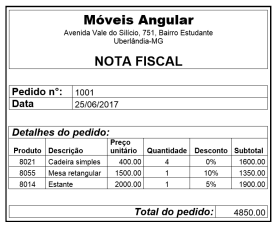 Móveis Angular
Avenida Vale do Silício, 751, Bairro Estudante
Uberlândia-MG
NOTA FISCAL
Pedido n°: 1001
Data 25/06/2017
Detalhes do pedido:
Produto Descrição Preço unitário Quantidade Desconto Subtotal
8021 Cadeira simples 400.00 4 0% 1600.00
8055 Mesa retangular 1500.00 1 10% 1350.00
8014 Estante 2000.00 1 5% 1900.00
Total do pedido: 4850.00